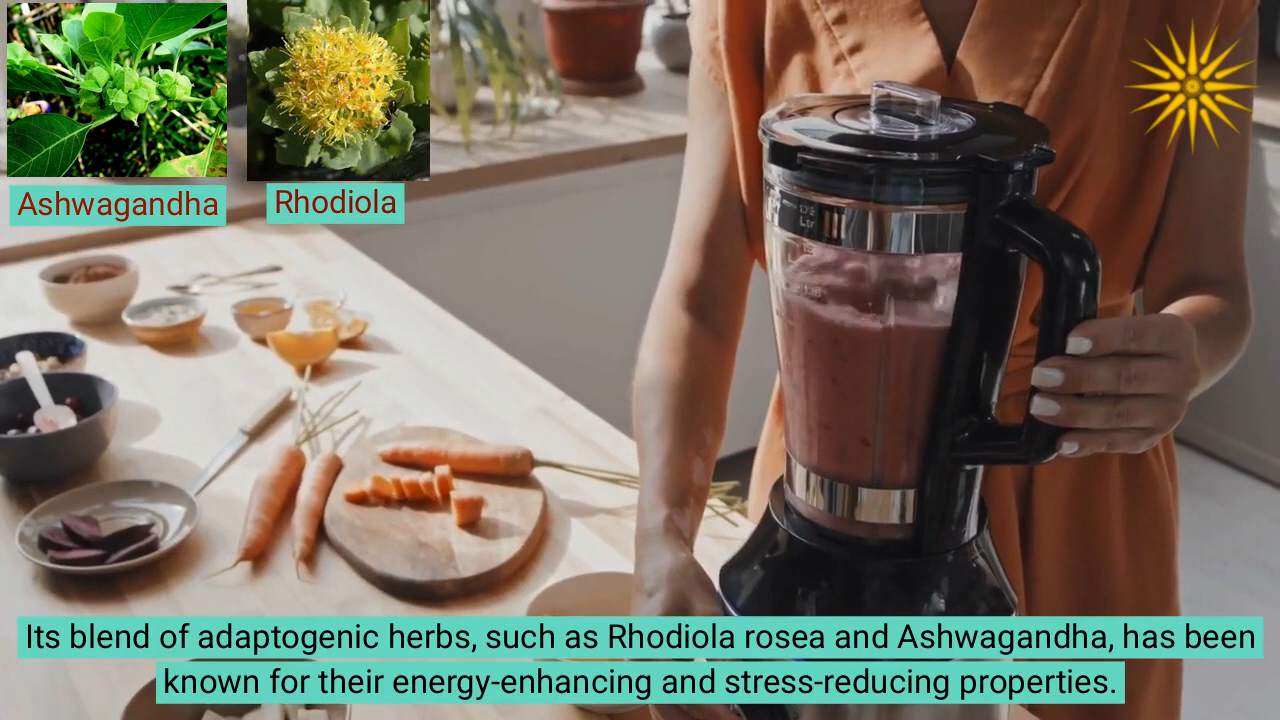 Ashwagandha
Rhodiola
Its blend of adaptogenic herbs, such as Rhodiola rosea and Ashwagandha, has been
known for their energy-enhancing and stress-reducing properties.